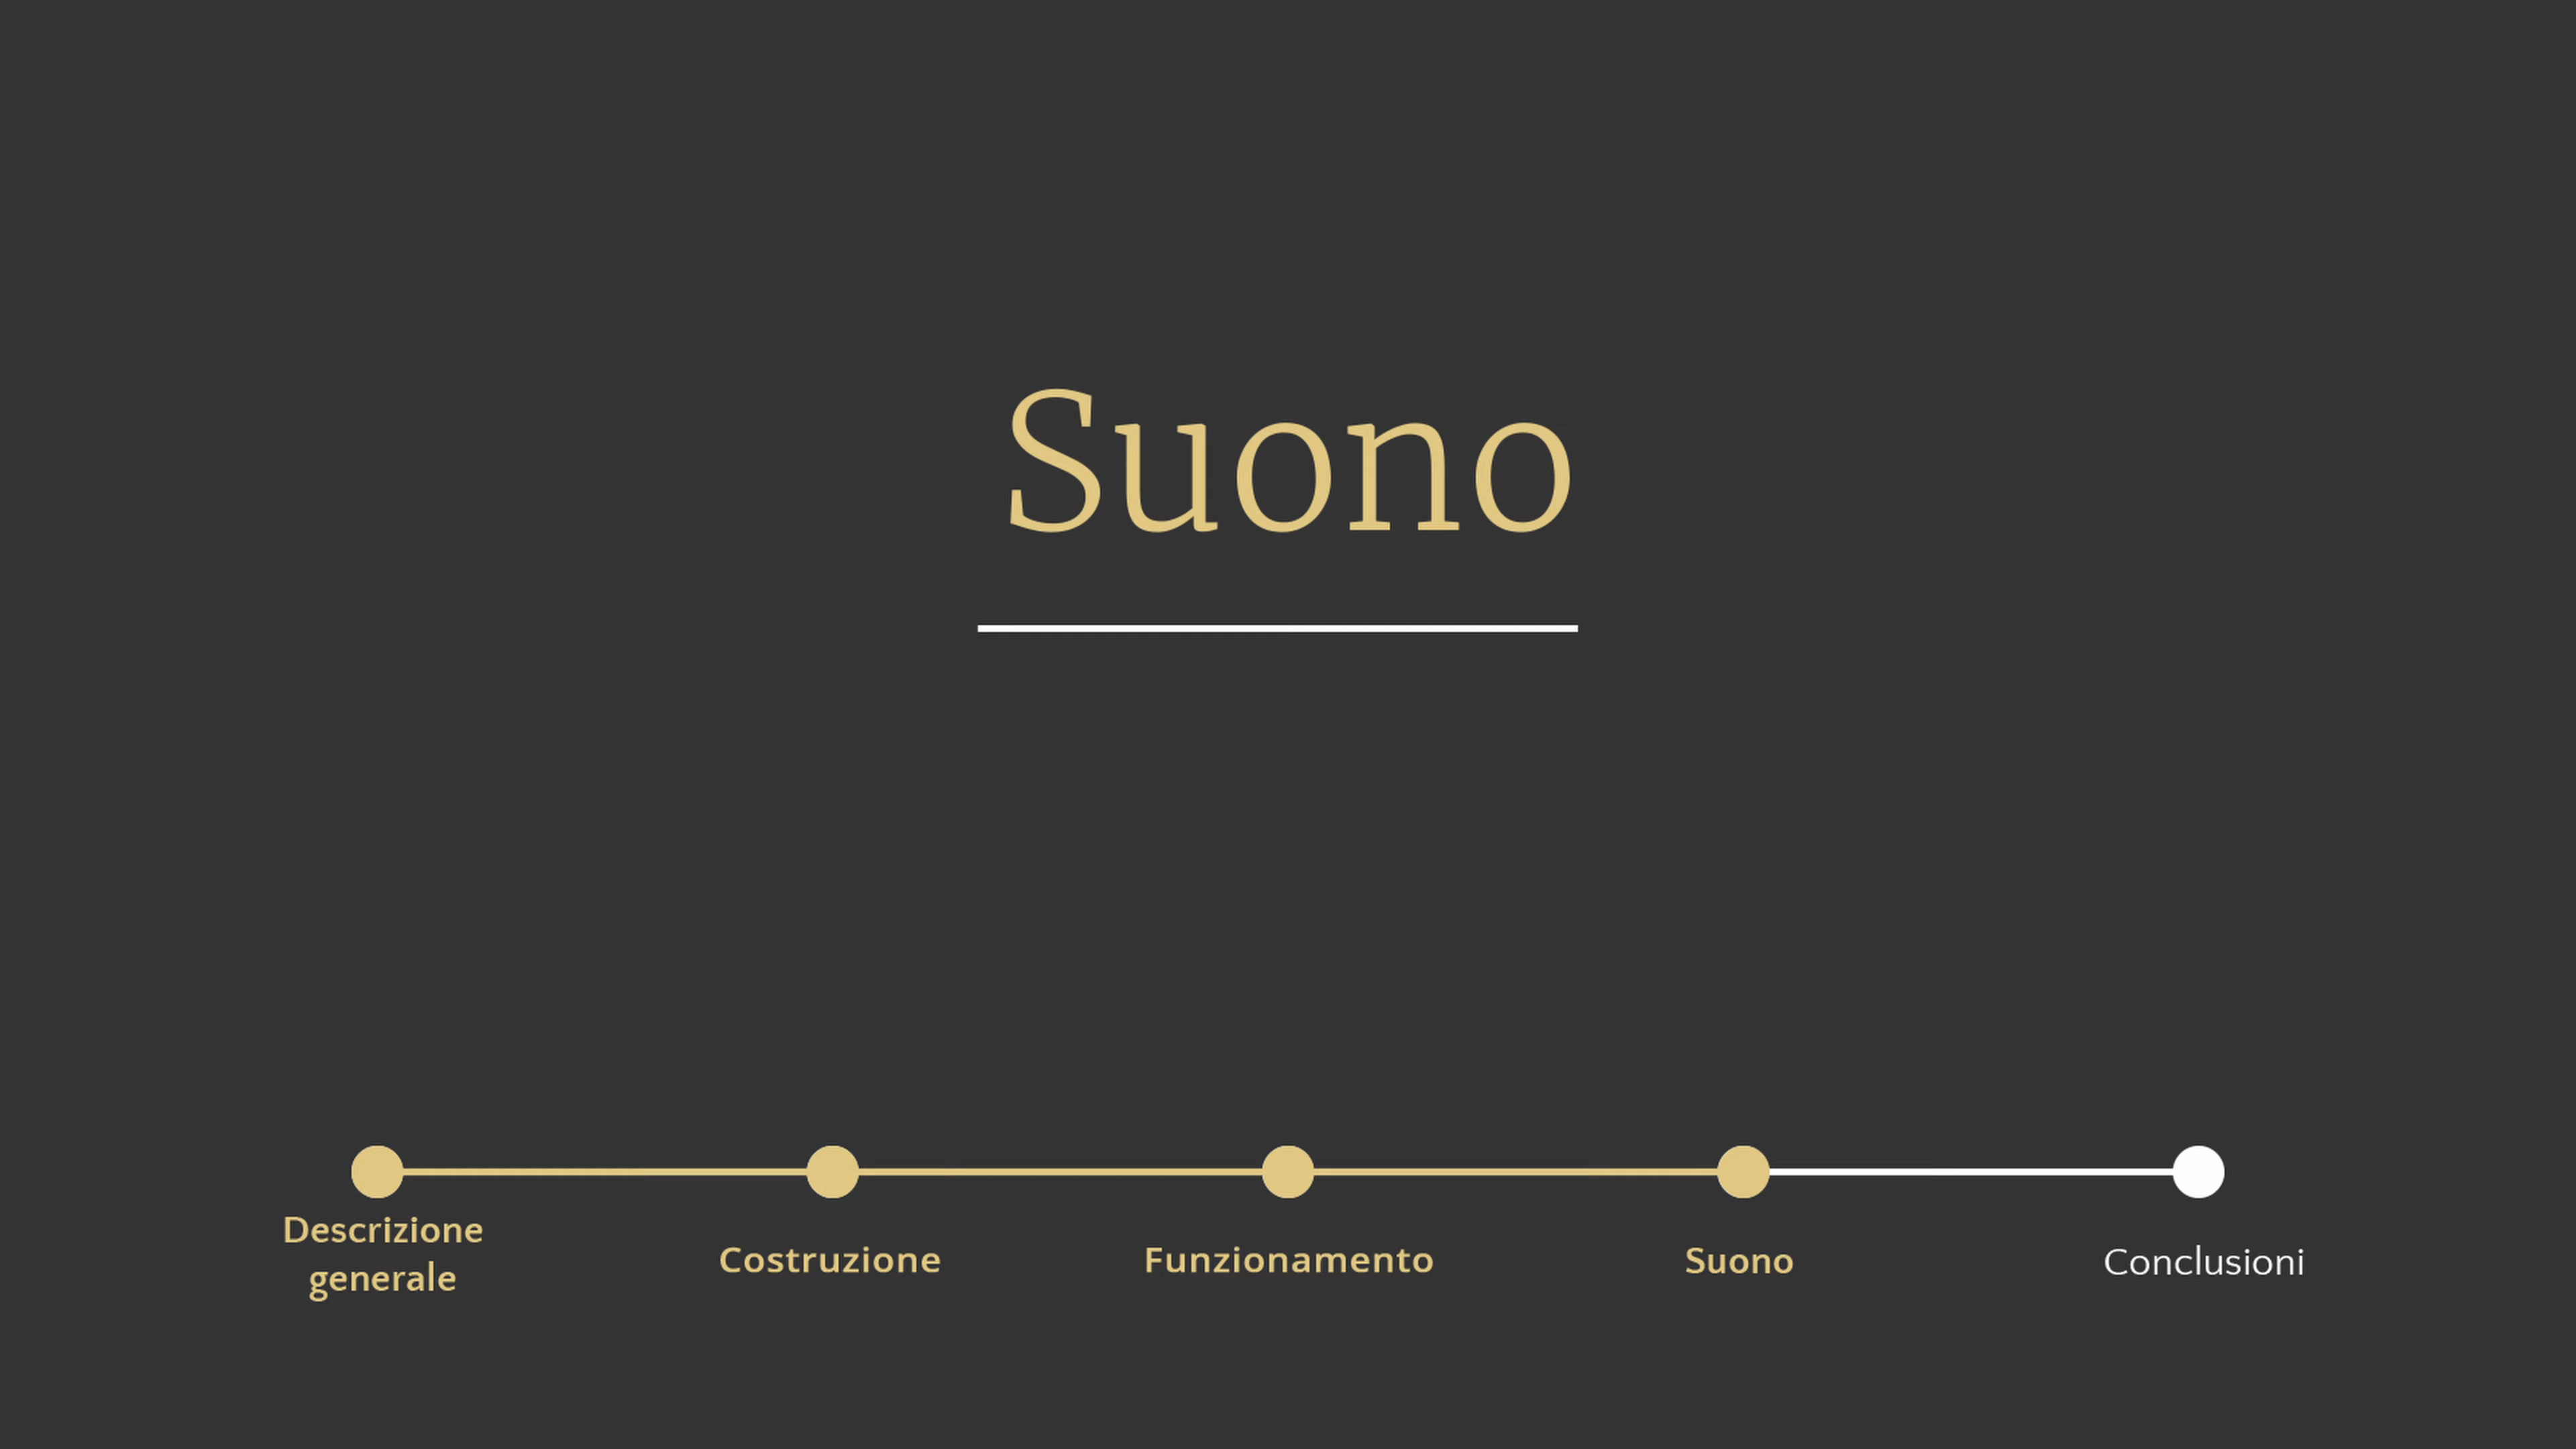 Suono
Descrizione
generale
Costruzione
Funzionamento
Suono
Conclusioni